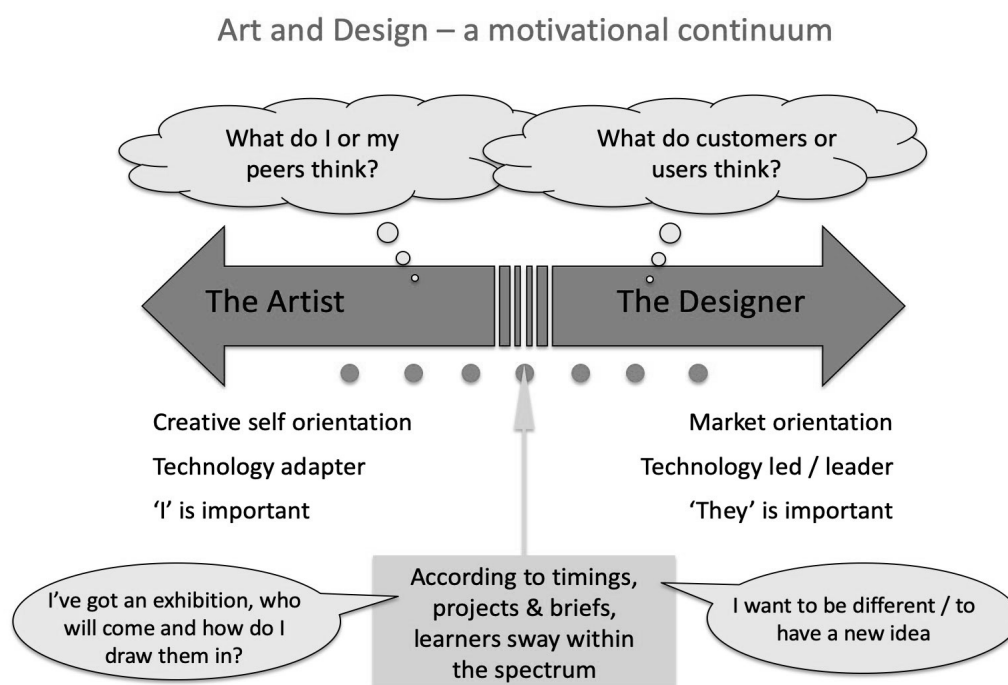 Art and Design – a motivational continuum
What do I or my
peers think?
What do customers or
users think?
The Artist
The Designer
Creative self orientation
Technology adapter
‘I’ is important
Market orientation
Technology led / leader
‘They’ is important
I’ve got an exhibition, who
will come and how do I
draw them in?
According to timings,
projects & briefs,
learners sway within
the spectrum
I want to be different / to
have a new idea